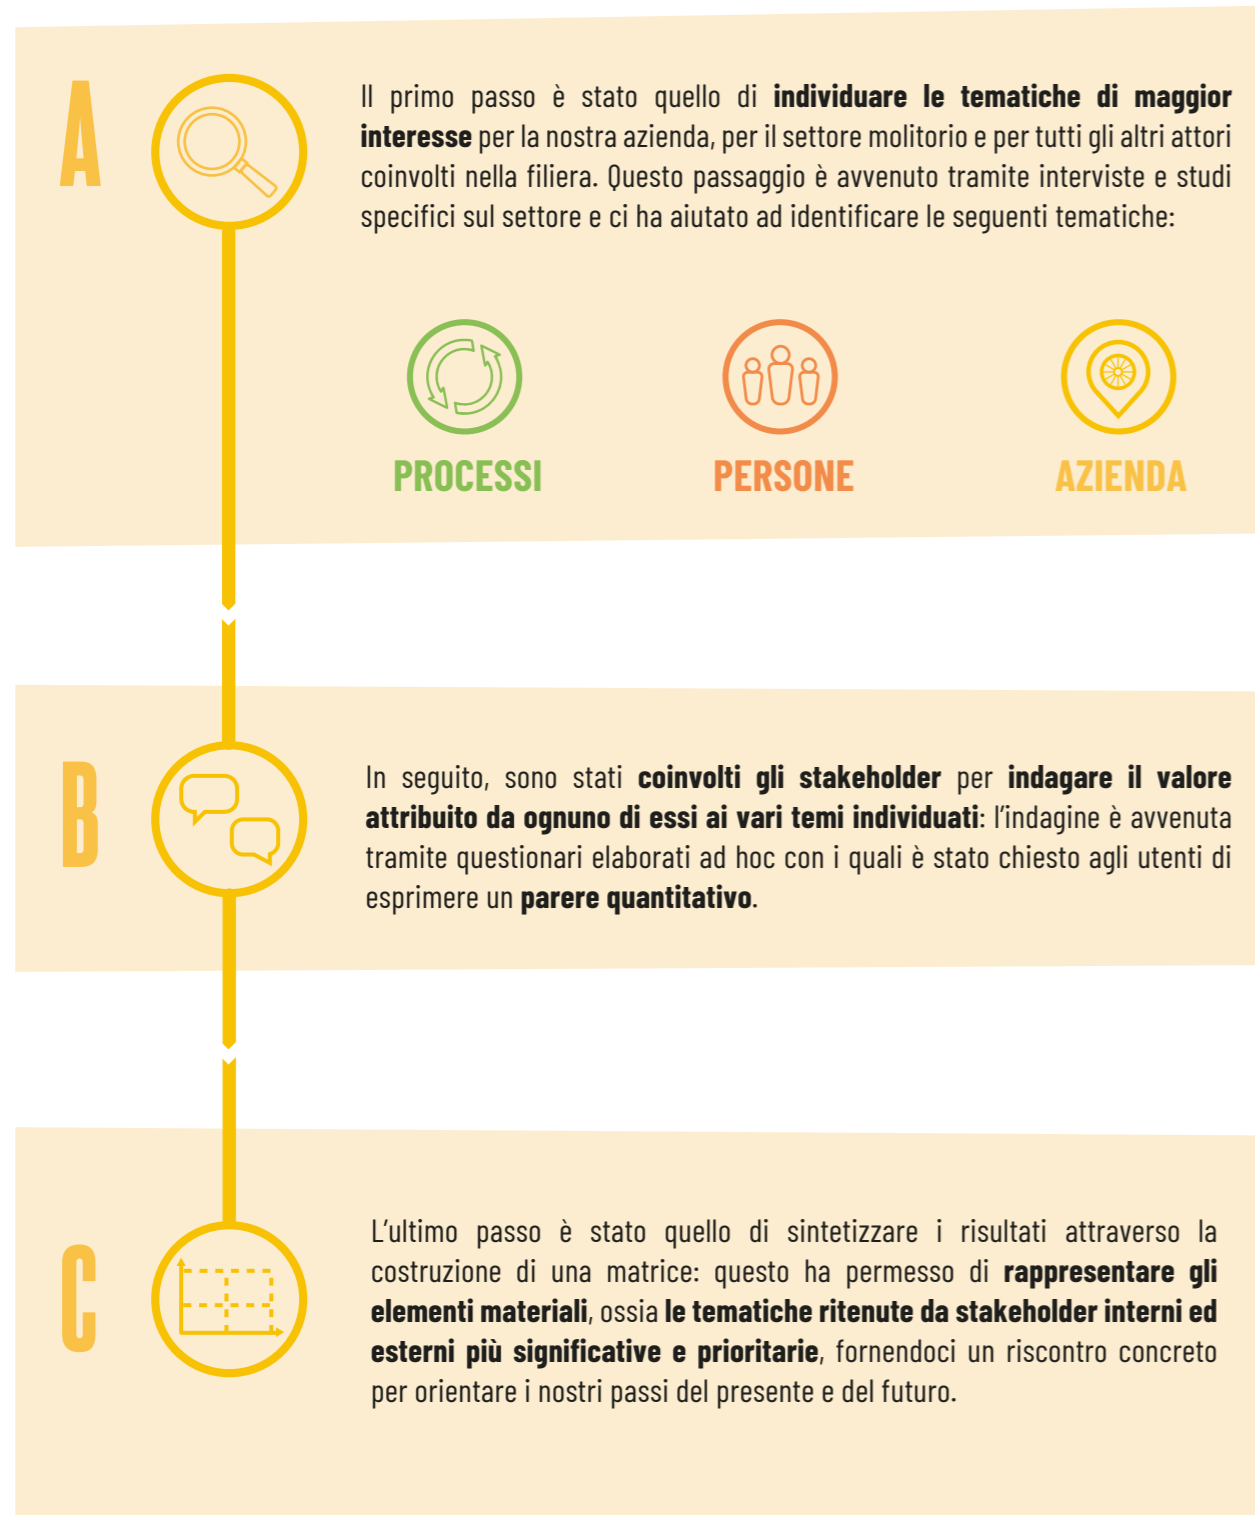 A
Il primo passo è stato quello di individuare le tematiche di maggior
interesse per la nostra azienda, per il settore molitorio e per tutti gli altri attori
coinvolti nella filiera. Questo passaggio è avvenuto tramite interviste e studi
specifici sul settore e ci ha aiutato ad identificare le seguenti tematiche:
PROCESSI
PERSONE
AZIENDA
B
In seguito, sono stati coinvolti gli stakeholder per indagare il valore
attribuito da ognuno di essi ai vari temi individuati: l'indagine è avvenuta
tramite questionari elaborati ad hoc con i quali è stato chiesto agli utenti di
esprimere un parere quantitativo.
C
L'ultimo passo è stato quello di sintetizzare i risultati attraverso la
costruzione di una matrice: questo ha permesso di rappresentare gli
elementi materiali, ossia le tematiche ritenute da stakeholder interni ed
esterni più significative e prioritarie, fornendoci un riscontro concreto
per orientare i nostri passi del presente e del futuro.